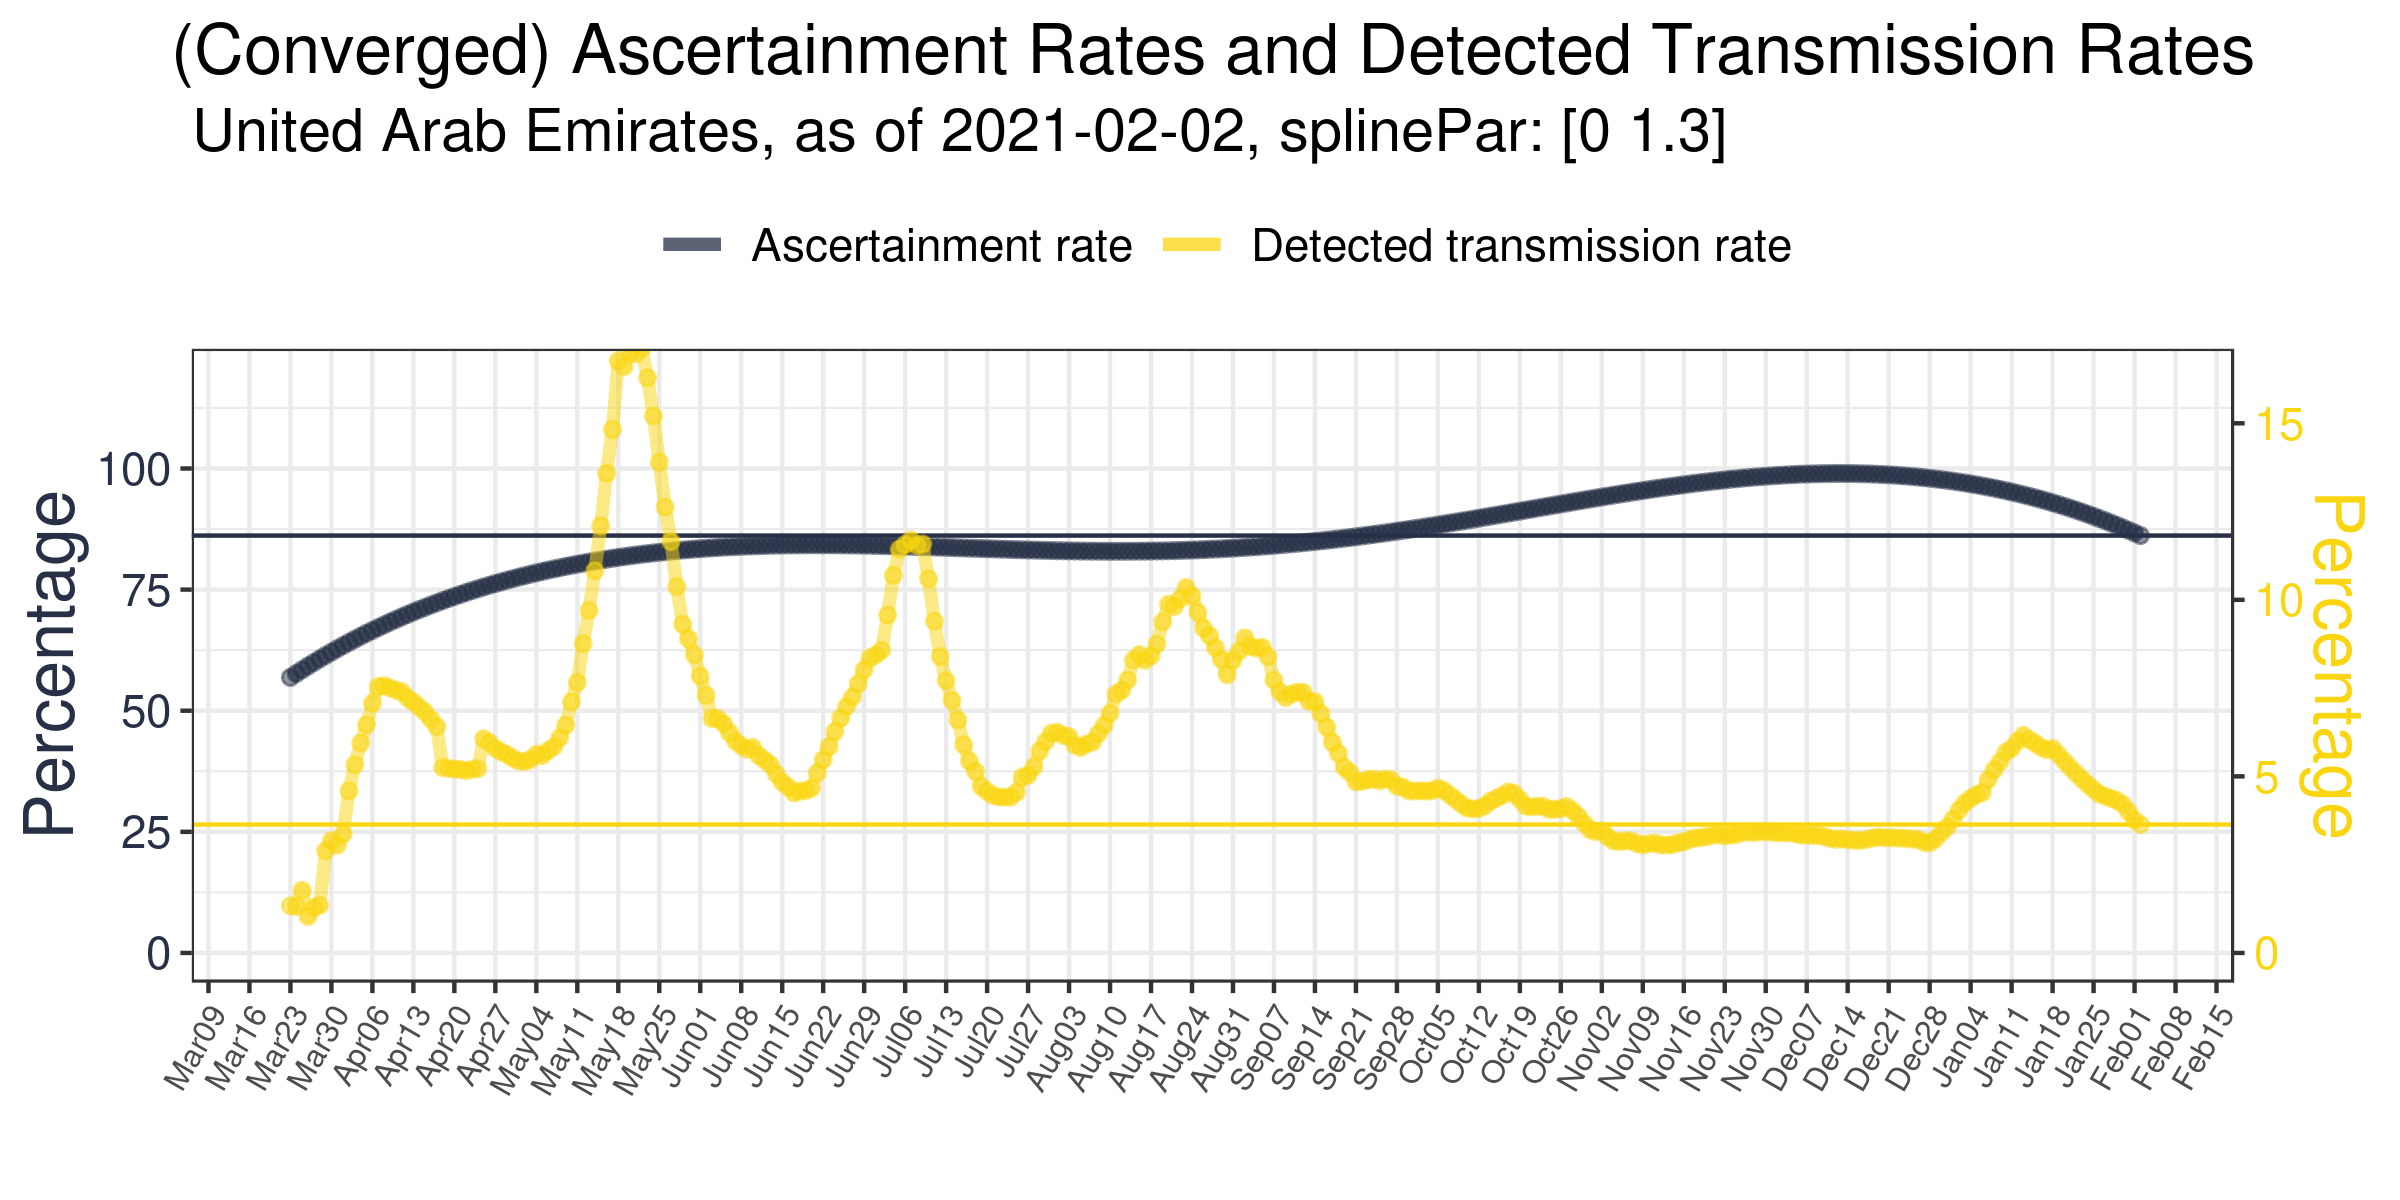 (Converged) Ascertainment Rates and Detected Transmission Rates
United Arab Emirates, as of 2021-02-02, splinePar: [0 1.3]
Ascertainment rate
Detected transmission rate
Percentage
100
75
50
25
0
15
10
5
0
Percentage
Mar09
Mar16
Mar23
Mar30
Apr06
Apr13
Apr20
Apr27
May04
May11
May18
May25
Jun01
Jun08
Jun15
Jun22
Jun29
Jul06
Jul13
Jul20
Jul27
Aug03
Aug10
Aug17
Aug24
Aug31
Sep07
Sep14
Sep21
Sep28
Oct05
Oct12
Oct19
Oct26
Nov02
Nov09
Nov16
Nov23
Nov30
Dec07
Dec14
Dec21
Dec28
Jan04
Jan11
Jan18
Jan25
Feb01
Feb08
Feb15